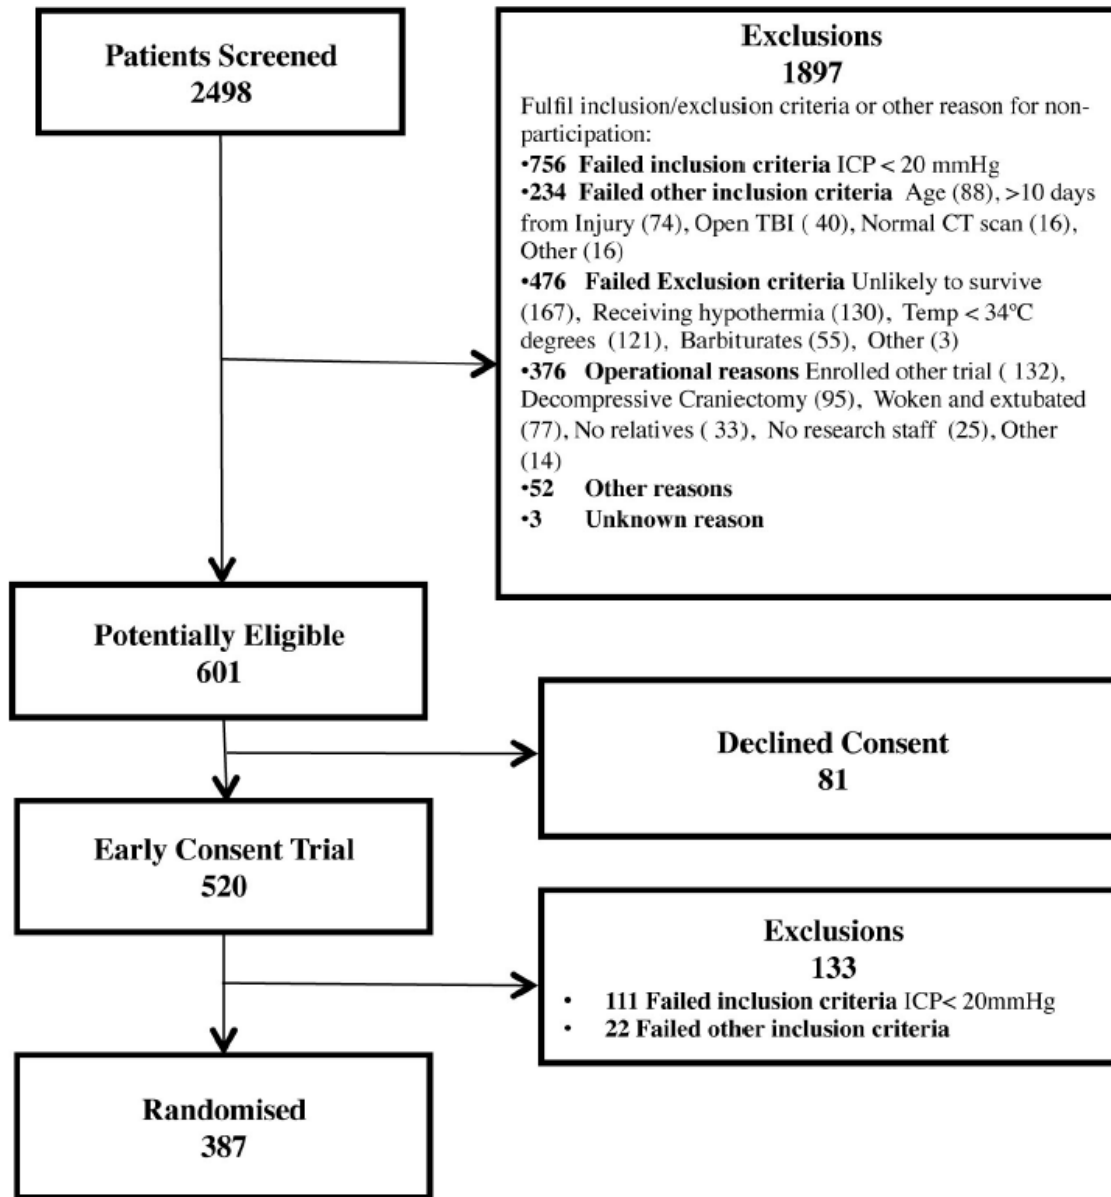 Patients Screened
2498
Exclusions
1897
Fulfil inclusion/exclusion criteria or other reason for non-
participation:
•756 Failed inclusion criteria ICP < 20 mmHg
•234 Failed other inclusion criteria Age (88), >10 days
from Injury (74), Open TBI ( 40), Normal CT scan (16),
Other (16)
•476 Failed Exclusion criteria Unlikely to survive
(167), Receiving hypothermia (130), Temp < 34ºC
degrees (121), Barbiturates (55), Other (3)
•376 Operational reasons Enrolled other trial ( 132),
Decompressive Craniectomy (95), Woken and extubated
(77), No relatives ( 33), No research staff (25), Other
(14)
•52 Other reasons
•3 Unknown reason
Potentially Eligible
601
Declined Consent
81
Early Consent Trial
520
Exclusions
133
• 111 Failed inclusion criteria ICP< 20mmHg
• 22 Failed other inclusion criteria
Randomised
387